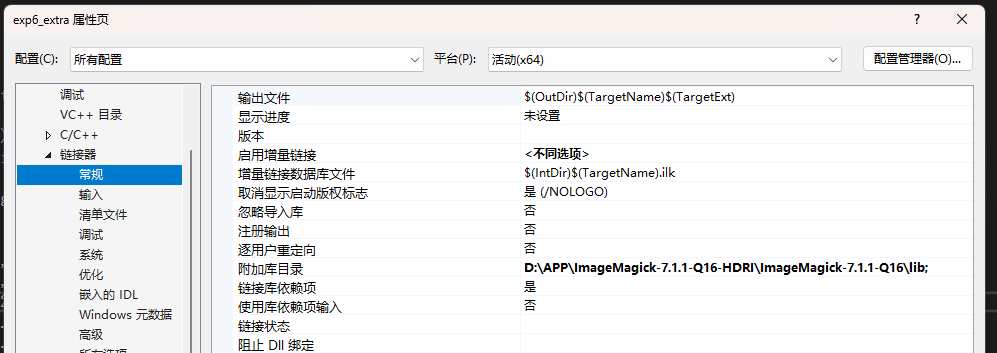 exp6_extra 属性页
配置(C): 所有配置 平台(P): 活动(x64) 配置管理器(O)...
调试
VC++ 目录
C/C++
链接器
常规
输入
清单文件
调试
系统
优化
嵌入的 IDL
Windows 元数据
高级
所有选项
输出文件 $(OutDir)$(TargetName)$(TargetExt)
显示进度 未设置
版本
启用增量链接 <不同选项>
增量链接数据库文件 $(IntDir)$(TargetName).ilk
取消显示启动版权标志 是 (/NOLOGO)
忽略导入库 否
注册输出 否
逐用户重定向 否
附加库目录 D:\APP\ImageMagick-7.1.1-Q16-HDRI\ImageMagick-7.1.1-Q16\lib;
链接库依赖项 是
使用库依赖项输入 否
链接状态
阻止 Dll 绑定